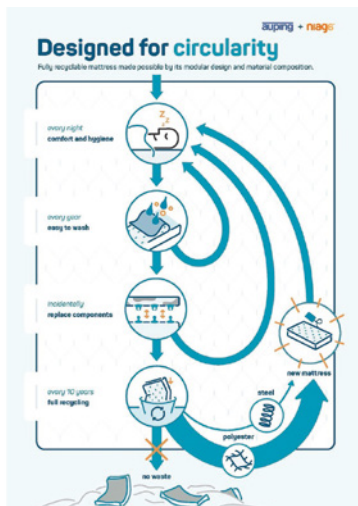 auping + niaga
Designed for circularity
Fully recyclable mattress made possible by its modular design and material composition.
z z z
every night
comfort and hygiene
every year
easy to wash
incidentally
replace components
new mattress
every 10 years
full recycling
steel
polyester
no waste